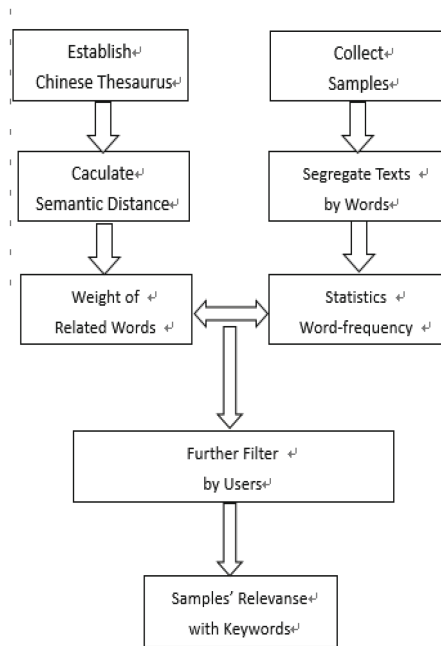 Establish
Chinese Thesaurus
Collect
Samples
Caculate
Semantic Distance
Segregate Texts
by Words
Weight of
Related Words
Statistics
Word-frequency
Further Filter
by Users
Samples' Relevanse
with Keywords